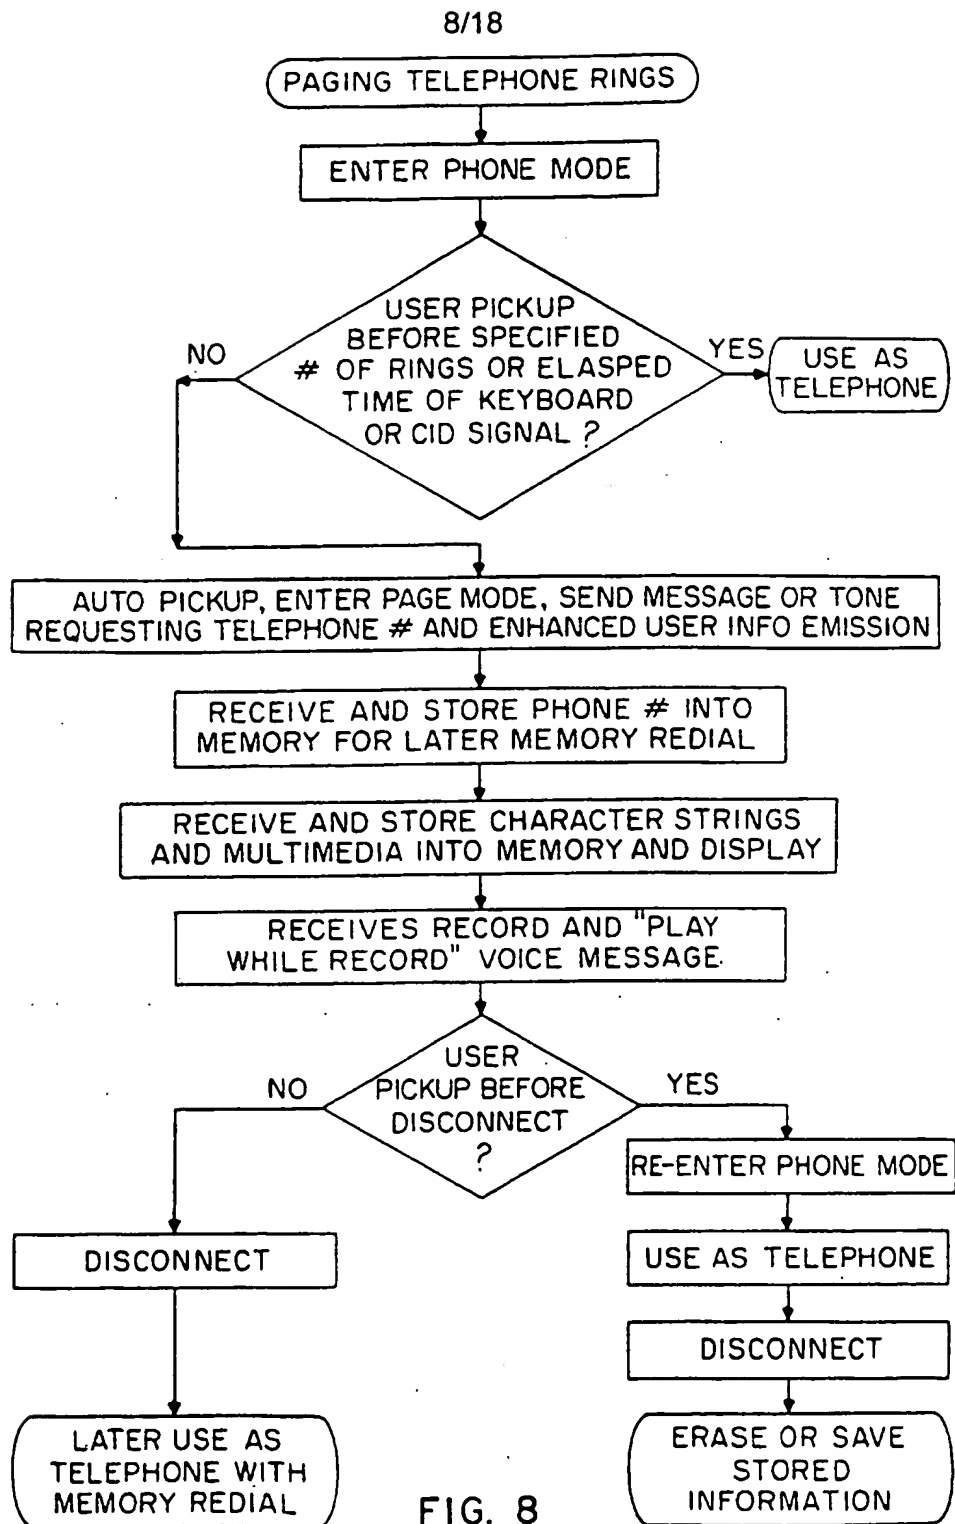 8/18
PAGING TELEPHONE RINGS
ENTER PHONE MODE
USER PICKUP
BEFORE SPECIFIED
# OF RINGS OR ELASPED
TIME OF KEYBOARD
OR CID SIGNAL ?
NO
YES
USE AS
TELEPHONE
AUTO PICKUP, ENTER PAGE MODE, SEND MESSAGE OR TONE
REQUESTING TELEPHONE # AND ENHANCED USER INFO EMISSION
RECEIVE AND STORE PHONE # INTO
MEMORY FOR LATER MEMORY REDIAL
RECEIVE AND STORE CHARACTER STRINGS
AND MULTIMEDIA INTO MEMORY AND DISPLAY
RECEIVES RECORD AND "PLAY
WHILE RECORD" VOICE MESSAGE.
USER
PICKUP BEFORE
DISCONNECT
?
NO
YES
DISCONNECT
LATER USE AS
TELEPHONE WITH
MEMORY REDIAL
RE-ENTER PHONE MODE
USE AS TELEPHONE
DISCONNECT
ERASE OR SAVE
STORED
INFORMATION
FIG. 8